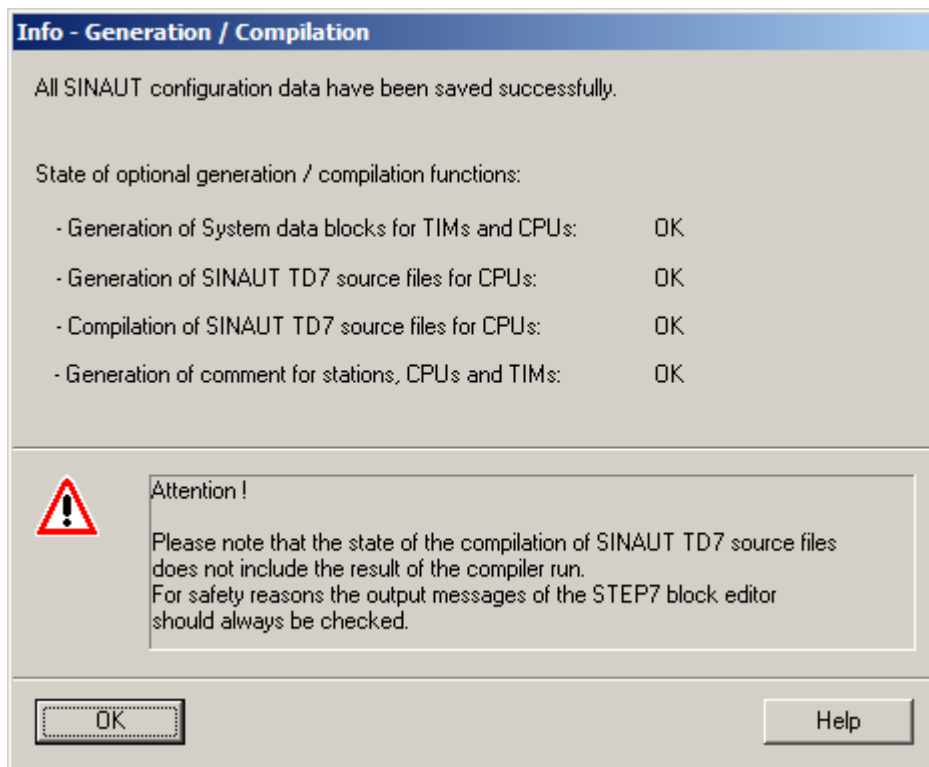 Info - Generation / Compilation
All SINAUT configuration data have been saved successfully.
State of optional generation / compilation functions:
- Generation of System data blocks for TIMs and CPUs: OK
- Generation of SINAUT TD7 source files for CPUs: OK
- Compilation of SINAUT TD7 source files for CPUs: OK
- Generation of comment for stations, CPUs and TIMs: OK
Attention !
Please note that the state of the compilation of SINAUT TD7 source files
does not include the result of the compiler run.
For safety reasons the output messages of the STEP7 block editor
should always be checked.
OK Help